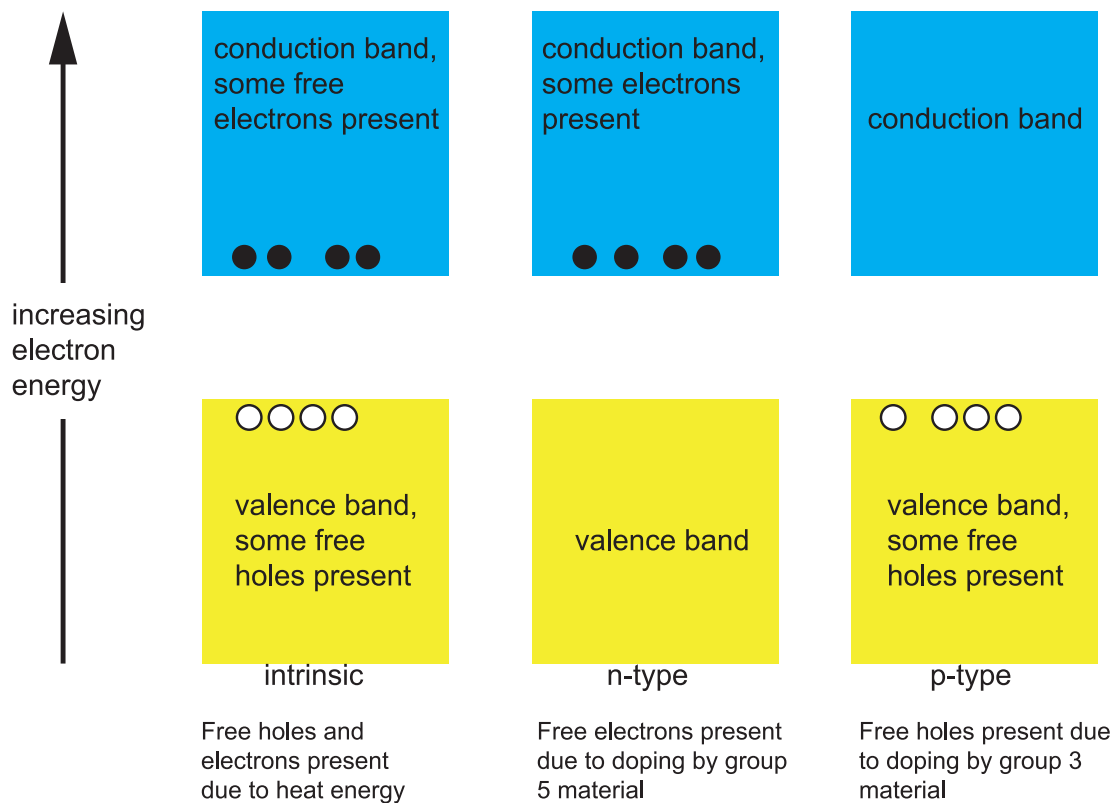 conduction band,
some free
electrons present
conduction band,
some electrons
present
conduction band
increasing
electron
energy
valence band,
some free
holes present
valence band
valence band,
some free
holes present
intrinsic
n-type
p-type
Free holes and
electrons present
due to heat energy
Free electrons present
due to doping by group
5 material
Free holes present due
to doping by group 3
material